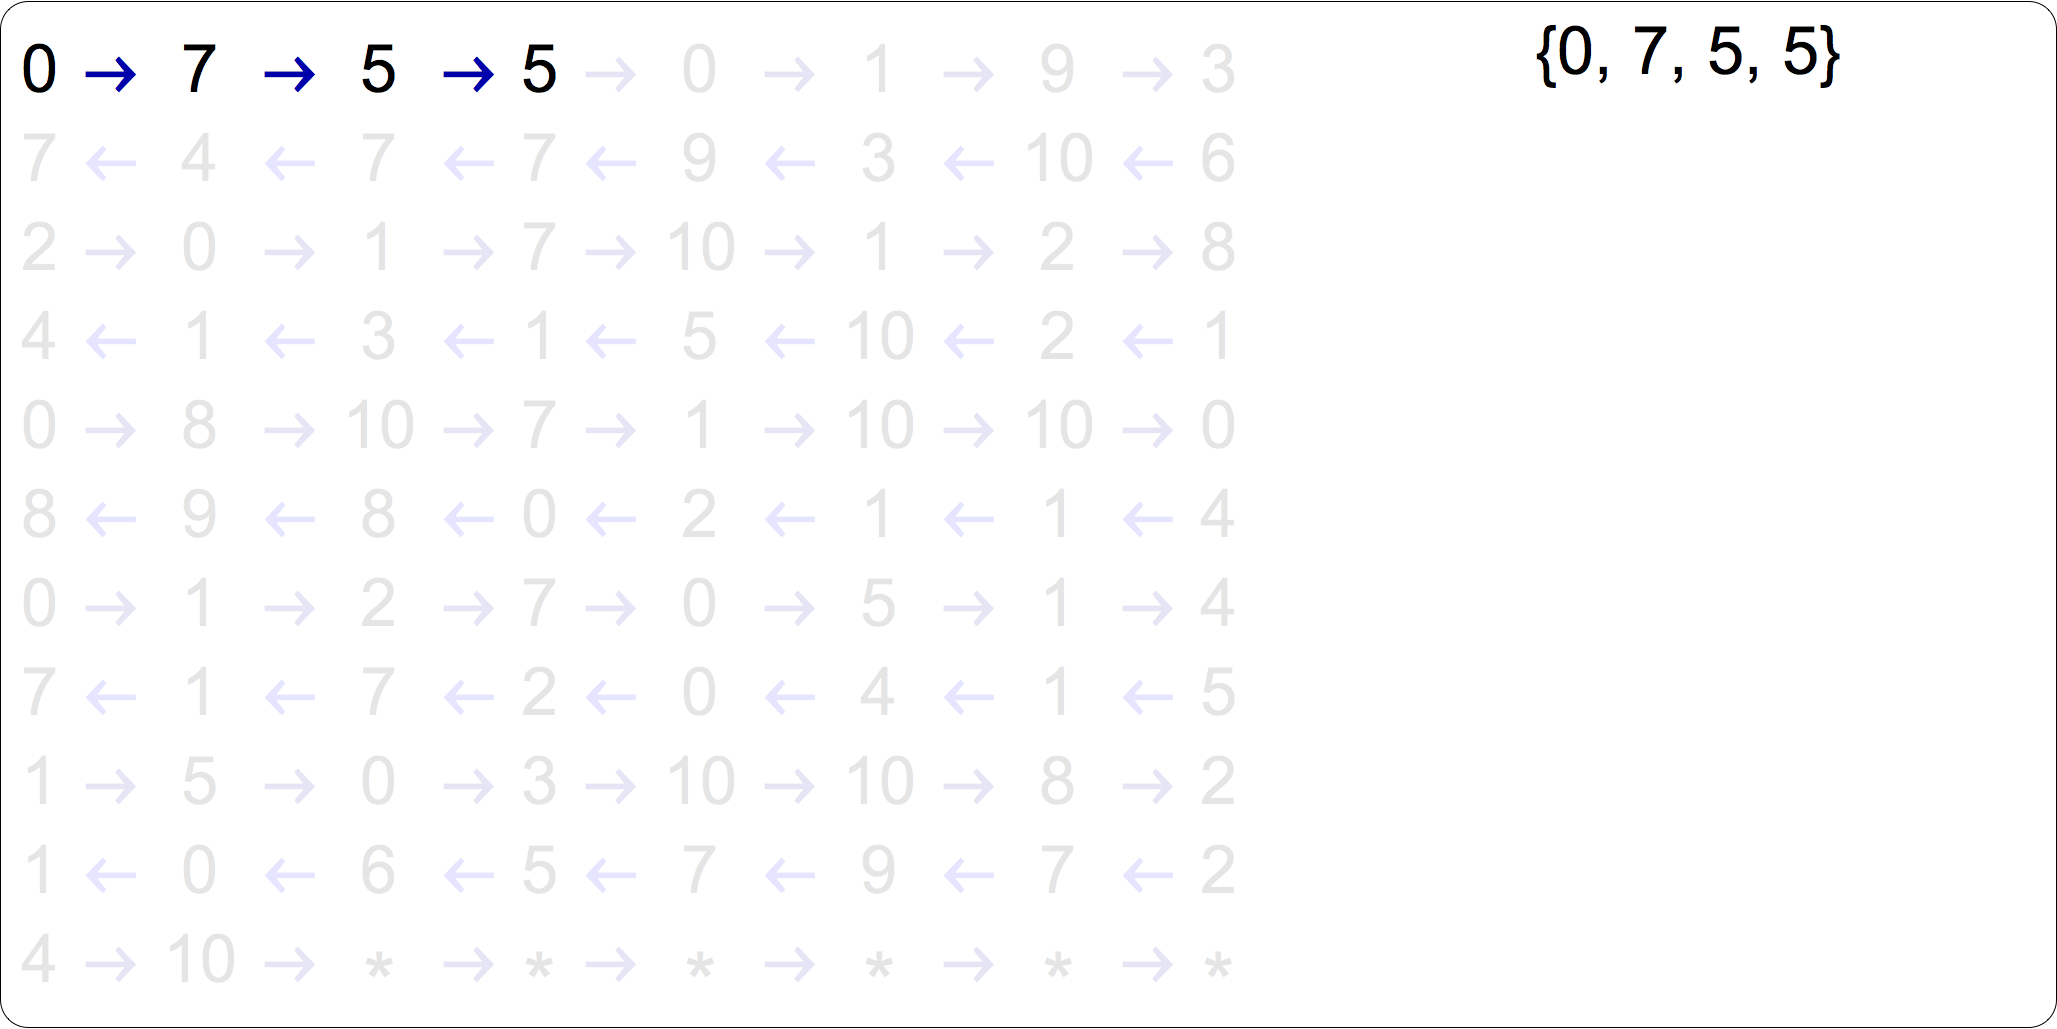 0 → 7 → 5 → 5 → 0 → 1 → 9 → 3 {0, 7, 5, 5}
7 ← 4 ← 7 ← 7 ← 9 ← 3 ← 10 ← 6
2 → 0 → 1 → 7 → 10 → 1 → 2 → 8
4 ← 1 ← 3 ← 1 ← 5 ← 10 ← 2 ← 1
0 → 8 → 10 → 7 → 1 → 10 → 10 → 0
8 ← 9 ← 8 ← 0 ← 2 ← 1 ← 1 ← 4
0 → 1 → 2 → 7 → 0 → 5 → 1 → 4
7 ← 1 ← 7 ← 2 ← 0 ← 4 ← 1 ← 5
1 → 5 → 0 → 3 → 10 → 10 → 8 → 2
1 ← 0 ← 6 ← 5 ← 7 ← 9 ← 7 ← 2
4 → 10 → * → * → * → * → * → *